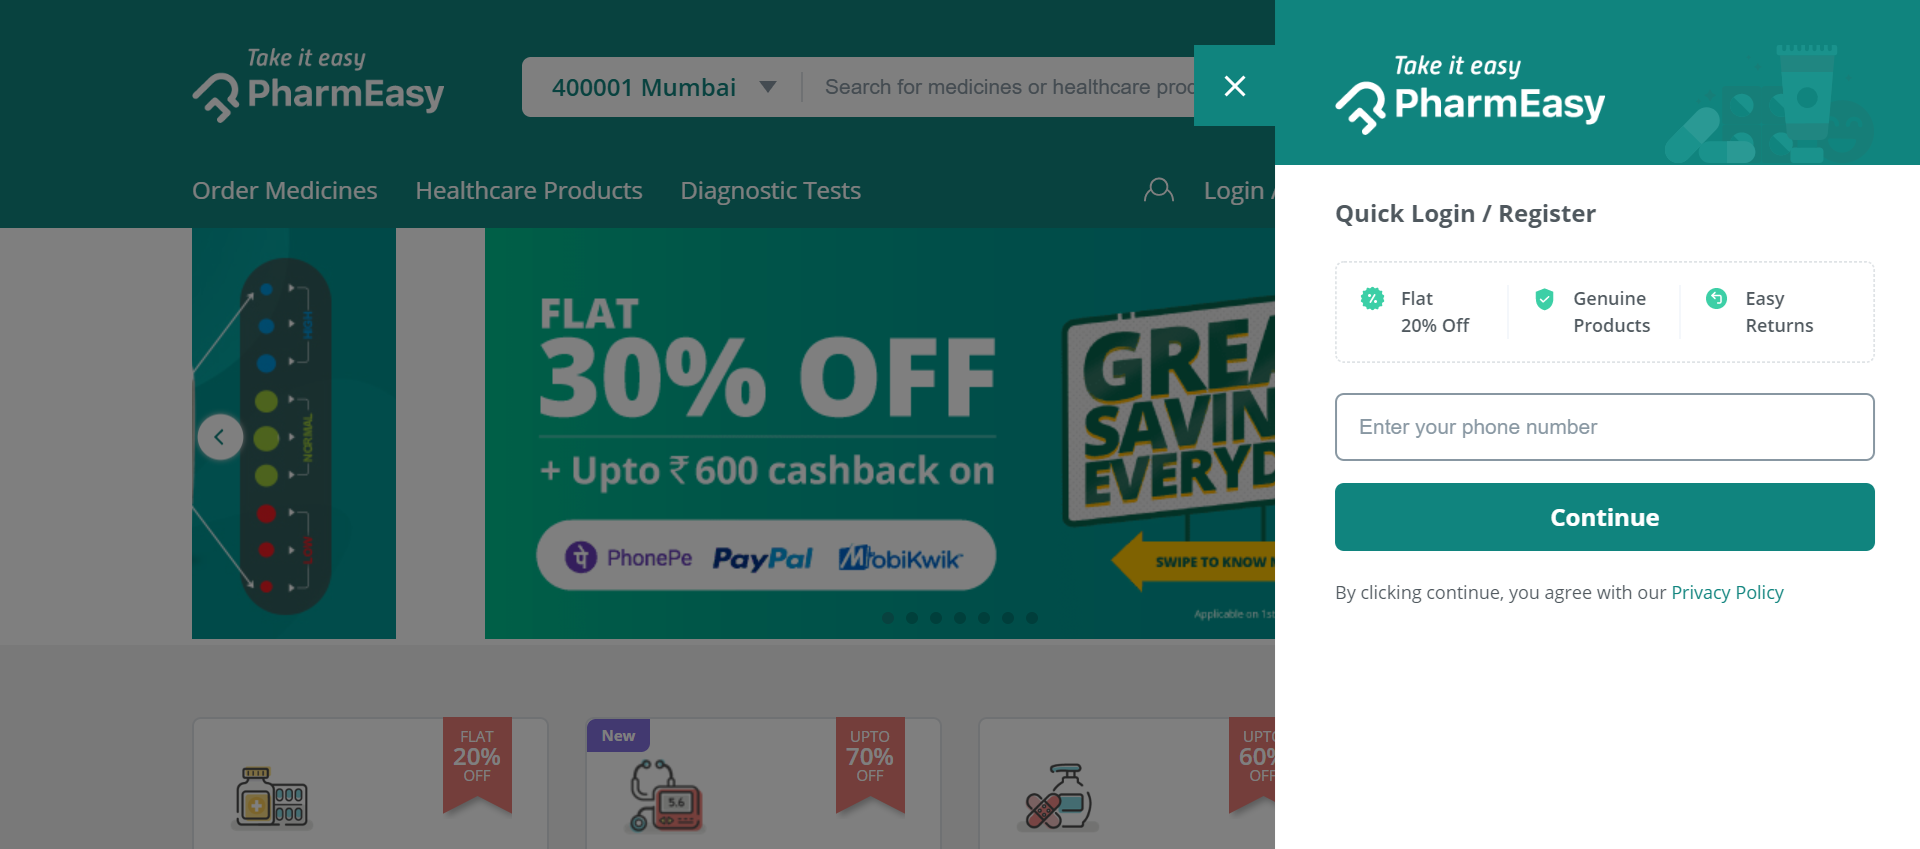 Take it easy
PharmEasy
400001 Mumbai
Search for medicines or healthcare
Order Medicines
Healthcare Products
Diagnostic Tests
Login /
HIGH
NORMAL
LOW
FLAT
30% OFF
+ Upto ₹600 cashback on
PhonePe PayPal MobiKwik
GREA
SAVIN
EVERYD
SWIPE TO KNOW
Applicable on 1st
FLAT
20%
OFF
New
UPTO
70%
OFF
5.6
UPTO
60%
OFF
Take it easy
PharmEasy
Quick Login / Register
Flat
20% Off
Genuine
Products
Easy
Returns
Enter your phone number
Continue
By clicking continue, you agree with our Privacy Policy